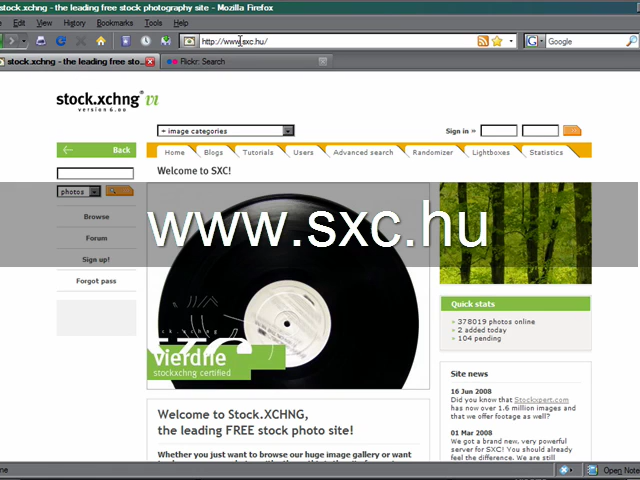 stock.xchng - the leading free stock photography site - Mozilla Firefox
Edit View History Bookmarks Tools Help
http://www.sxc.hu/
Google
stock.xchng - the leading free sto...
Flickr: Search
stock.xchng® vi
version 6.00
+ image categories
Sign in »
Back
Home Blogs Tutorials Users Advanced search Randomizer Lightboxes Statistics
Welcome to SXC!
photos
Browse
Forum
Sign up!
Forgot pass
www.sxc.hu
stock.xchng
vierdrie
stockxchng certified
Quick stats
» 378019 photos online
» 2 added today
» 104 pending
Site news
16 Jun 2008
Did you know that Stockxpert.com
has now over 1.6 million images and
that we offer footage as well?
01 Mar 2008
We got a brand new, very powerful
server for SXC! You should already
feel the difference. We are still
Welcome to Stock.XCHNG,
the leading FREE stock photo site!
Whether you just want to browse our huge image gallery or want
Open Note